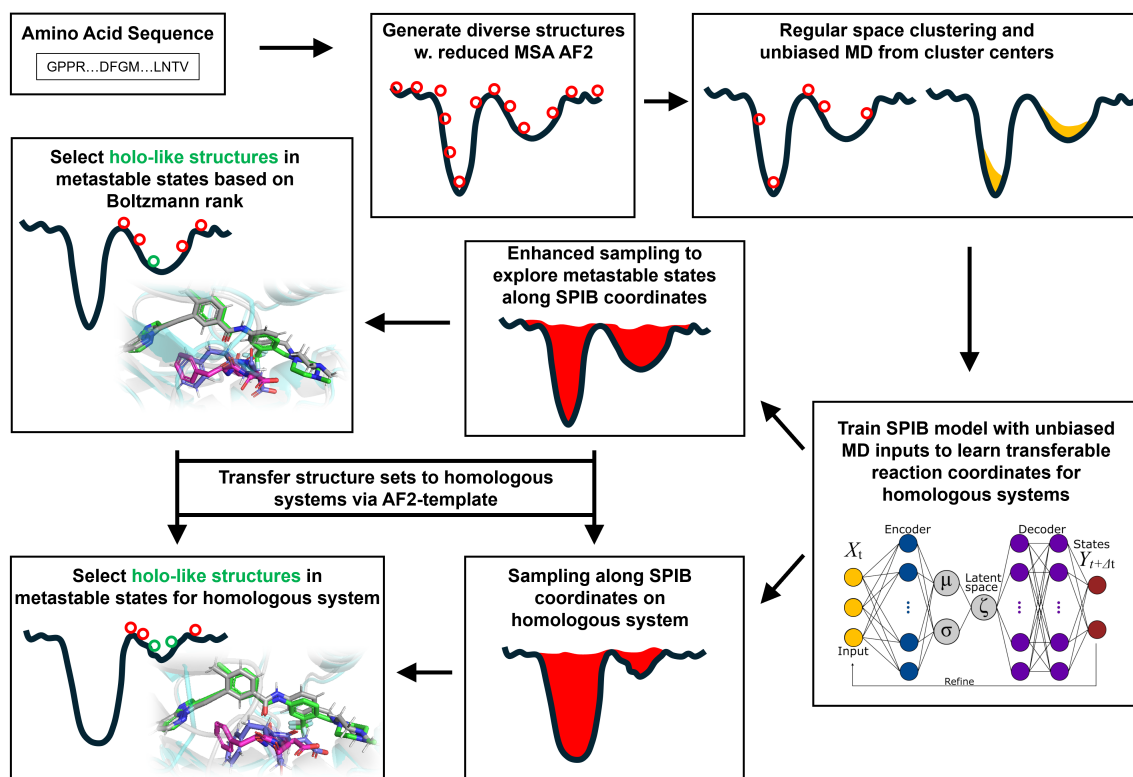 Amino Acid Sequence
GPPR...DFGM...LNTV
Generate diverse structures
w. reduced MSA AF2
Regular space clustering and
unbiased MD from cluster centers
Select holo-like structures in
metastable states based on
Boltzmann rank
Enhanced sampling to
explore metastable states
along SPIB coordinates
Train SPIB model with unbiased
MD inputs to learn transferable
reaction coordinates for
homologous systems
Encoder
Decoder
X_t
States
Y_{t+Δt}
Latent
space
μ
σ
ζ
Input
Refine
Transfer structure sets to homologous
systems via AF2-template
Select holo-like structures in
metastable states for homologous system
Sampling along SPIB
coordinates on
homologous system